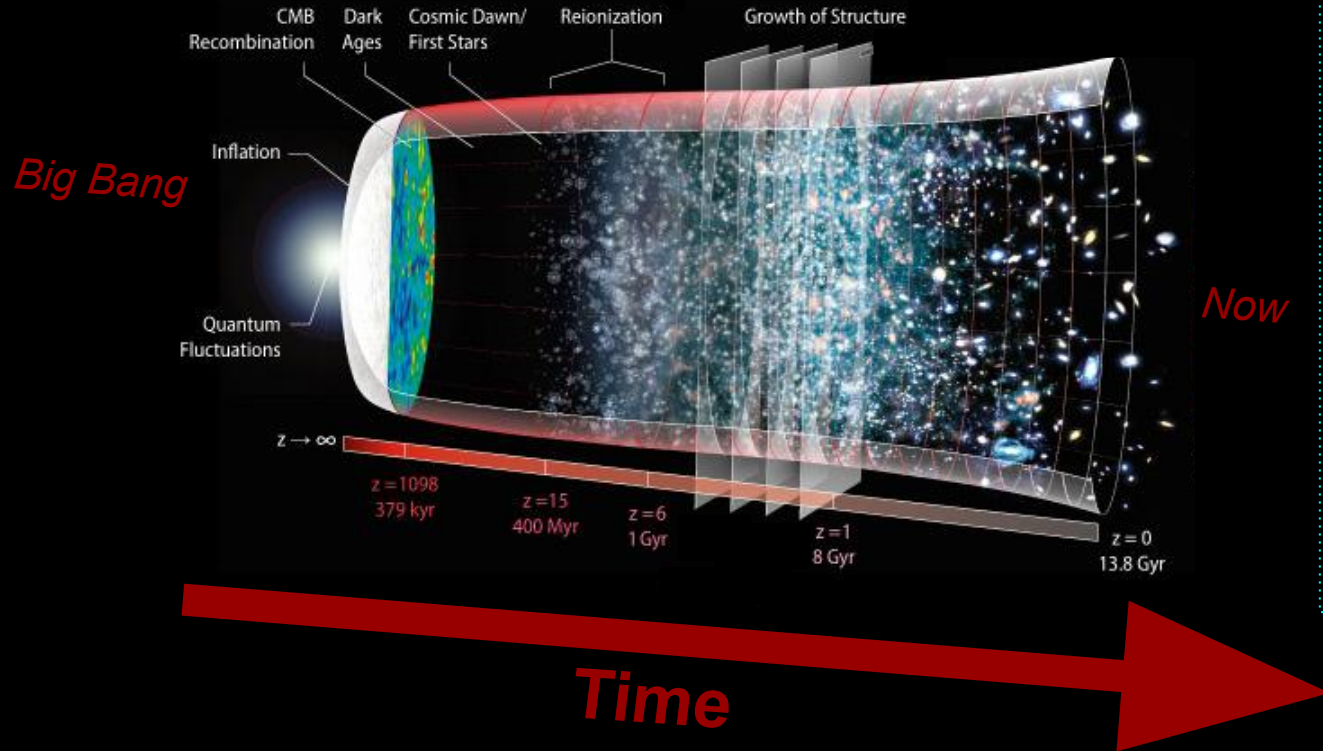 CMB
Recombination
Dark
Ages
Cosmic Dawn/
First Stars
Reionization
Growth of Structure
Inflation
Big Bang
Quantum
Fluctuations
Now
z → ∞
z =1098
379 kyr
z =15
400 Myr
z =6
1 Gyr
z =1
8 Gyr
z = 0
13.8 Gyr
Time